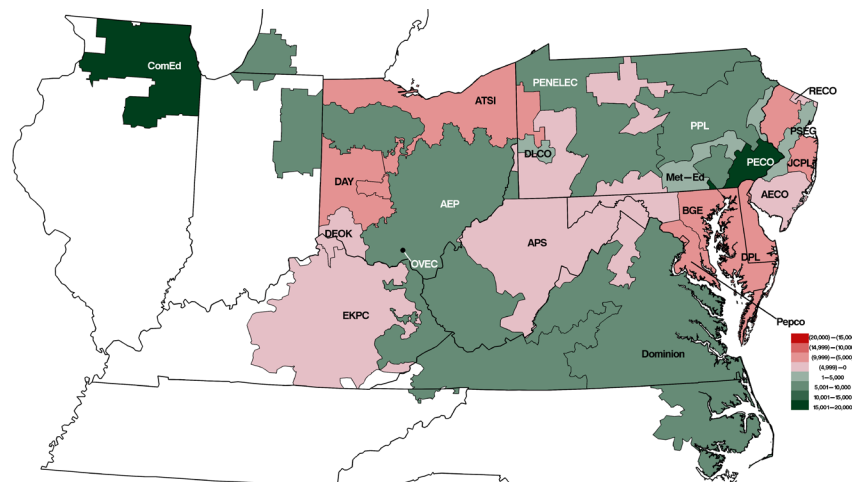 ComEd
PENELEC
RECO
ATSI
PPL
PSEG
DLCO
PECO
JCPL
Met—Ed
DAY
AECO
AEP
BGE
DEOK
APS
DPL
OVEC
EKPC
Pepco
Dominion
(20,000)—(15,00
(14,999)—(10,00
(9,999)—(5,000
(4,999)—0
1—5,000
5,001—10,000
10,001—15,000
15,001—20,000